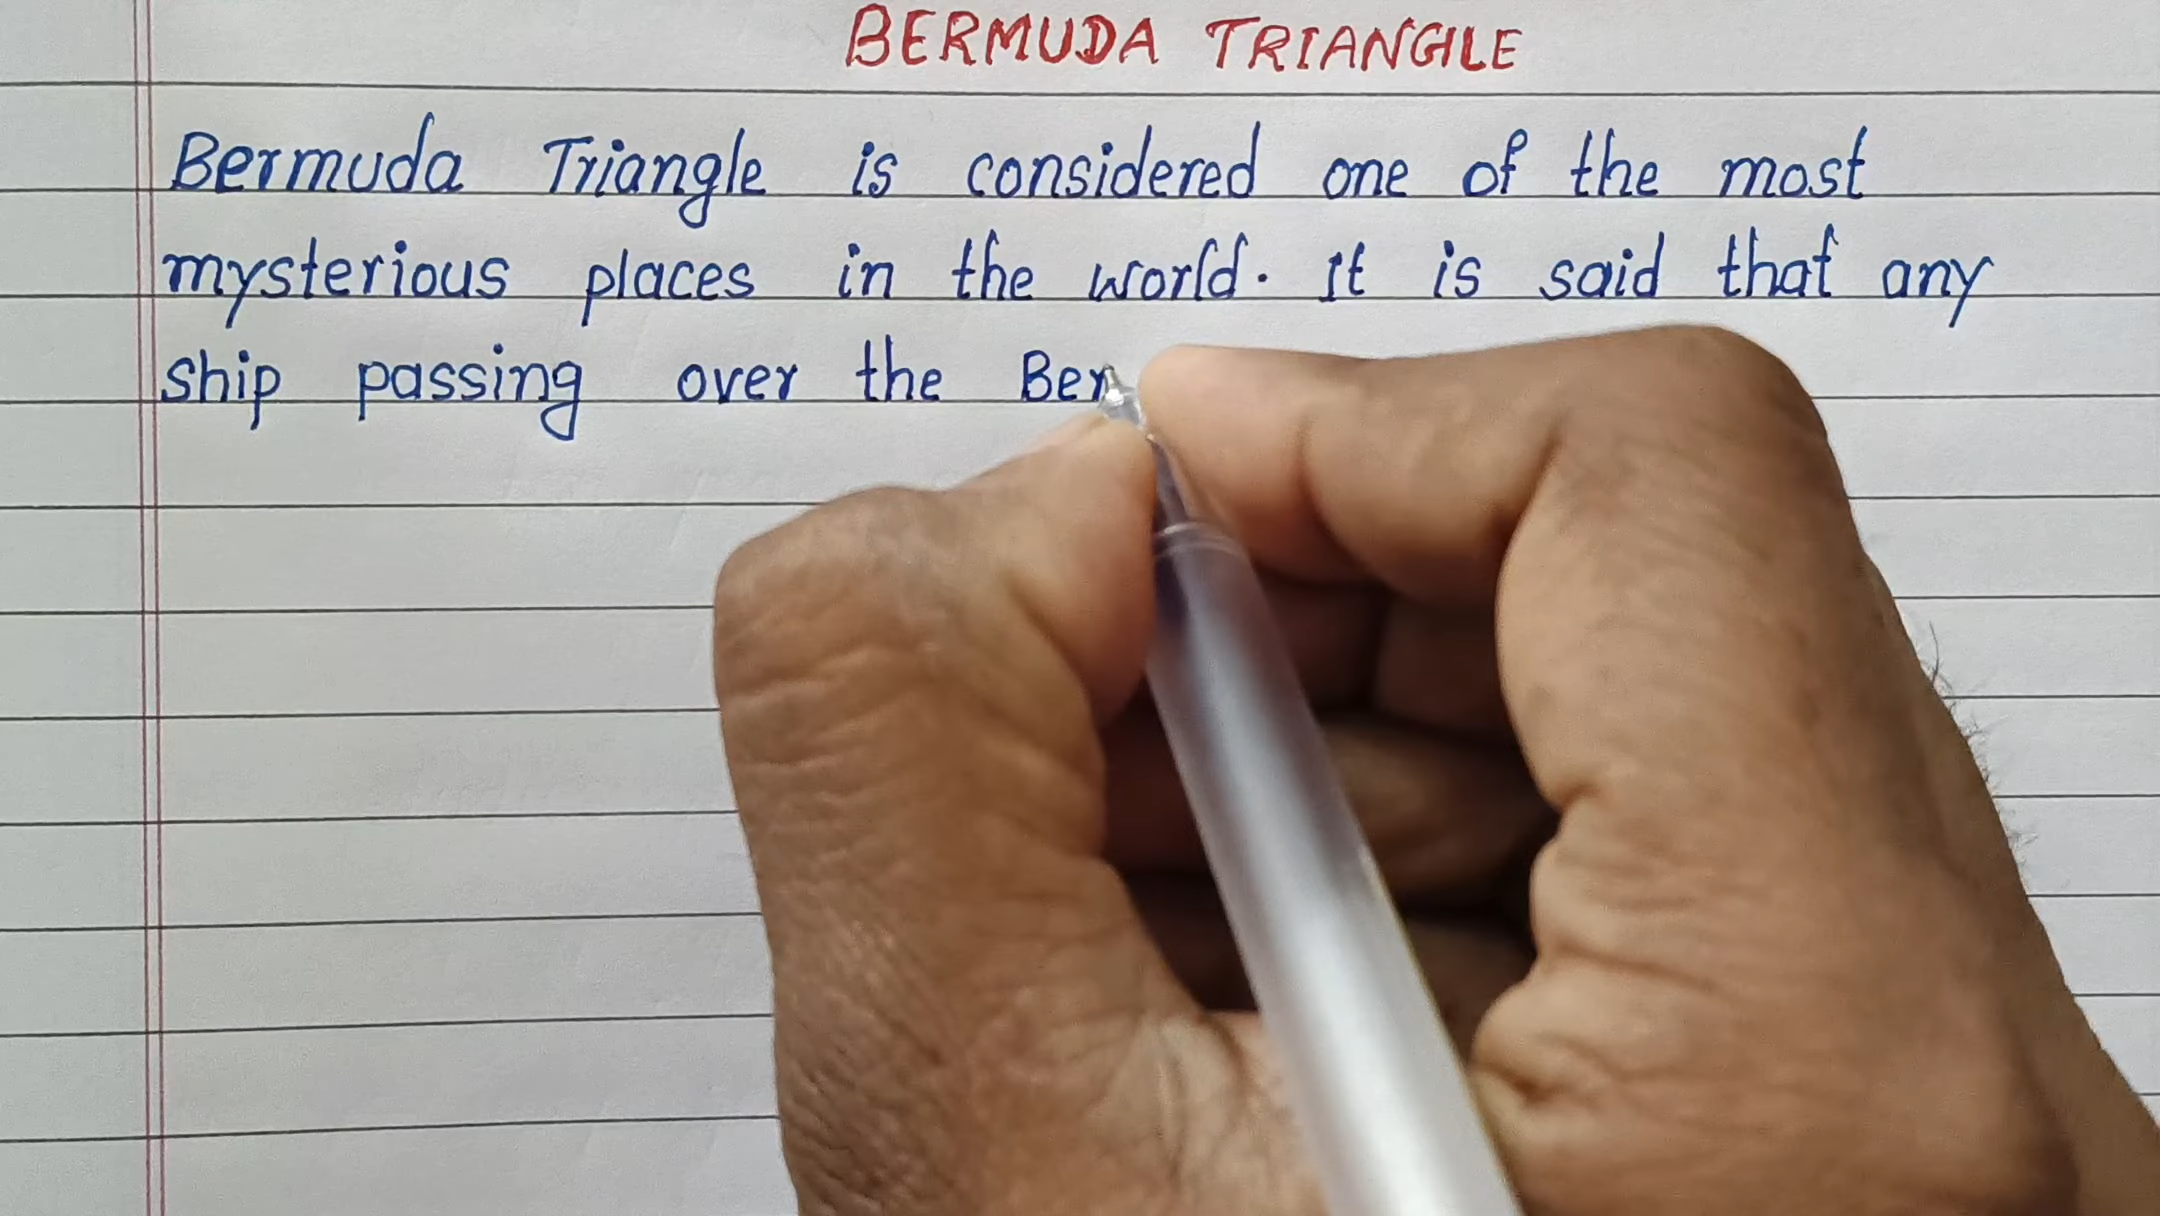 BERMUDA TRIANGLE
Bermuda Triangle is considered one of the most
mysterious places in the world. It is said that any
ship passing over the Ber